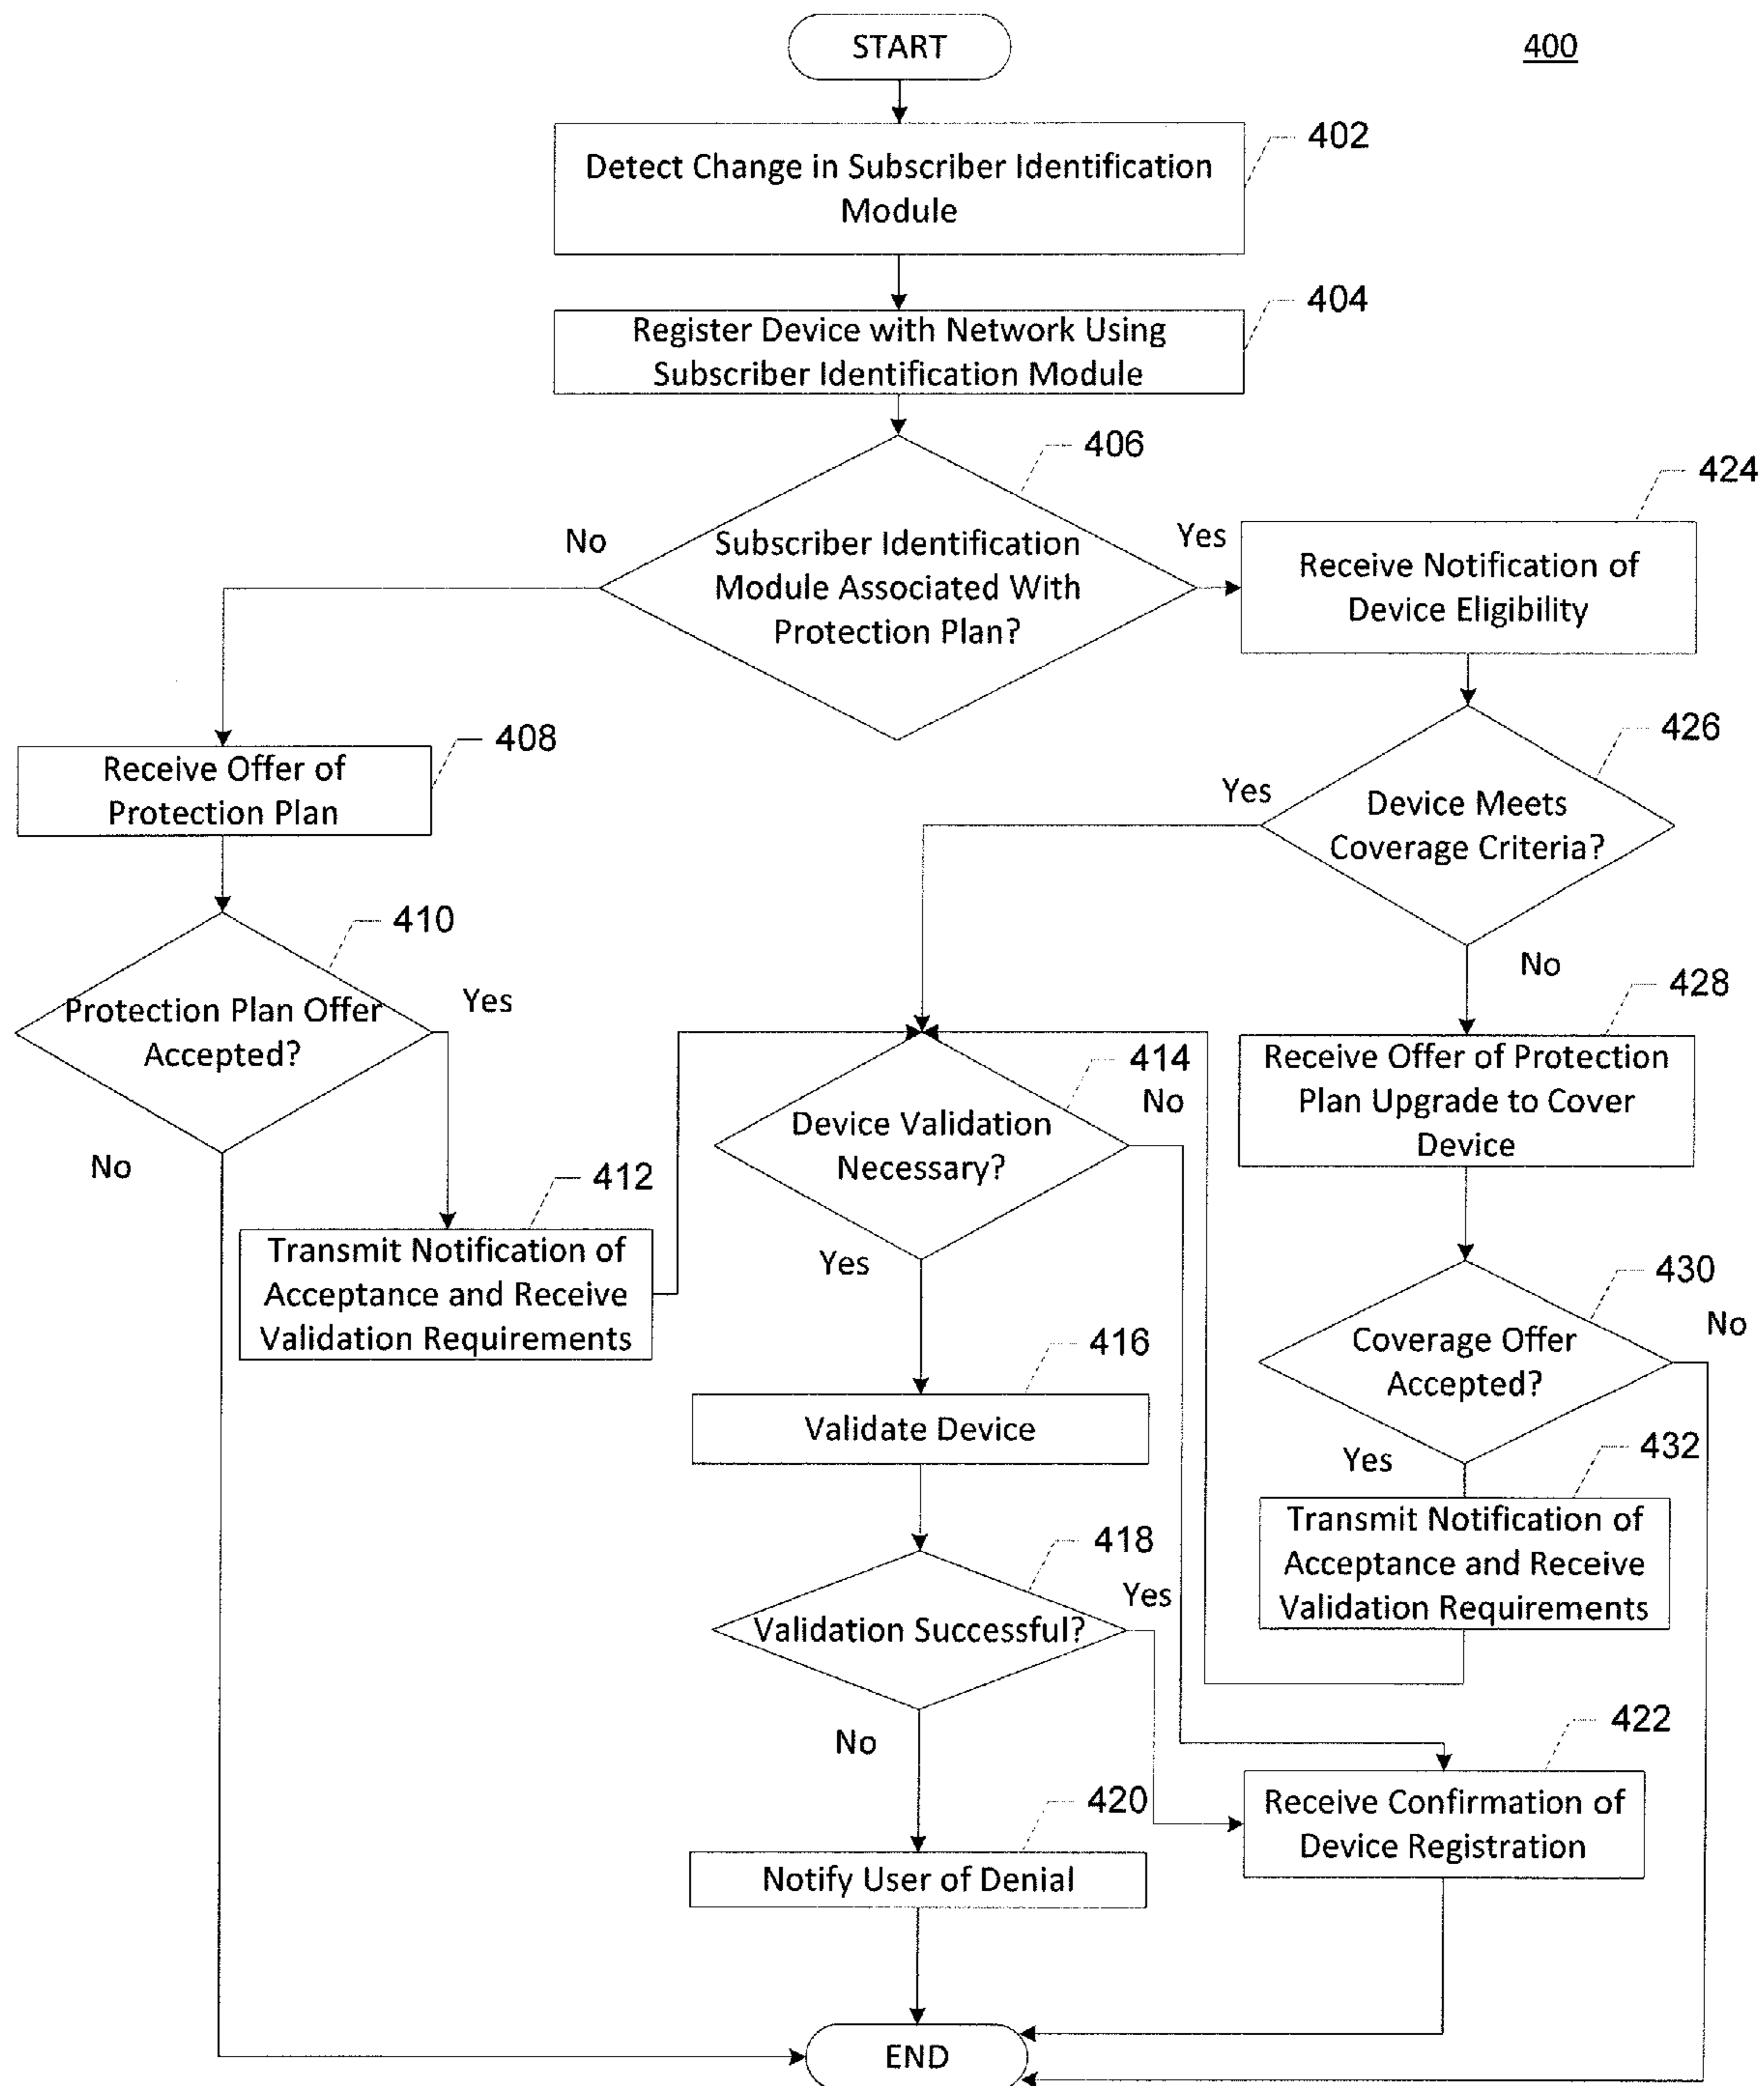 START
400
402
Detect Change in Subscriber Identification
Module
404
Register Device with Network Using
Subscriber Identification Module
406
424
No
Yes
Subscriber Identification
Module Associated With
Protection Plan?
Receive Notification of
Device Eligibility
408
Receive Offer of
Protection Plan
426
Yes
Device Meets
Coverage Criteria?
No
410
Protection Plan Offer
Accepted?
Yes
No
428
Receive Offer of Protection
Plan Upgrade to Cover
Device
414
No
Device Validation
Necessary?
Yes
412
Transmit Notification of
Acceptance and Receive
Validation Requirements
430
No
Coverage Offer
Accepted?
Yes
416
Validate Device
432
Transmit Notification of
Acceptance and Receive
Validation Requirements
418
Yes
Validation Successful?
No
422
Receive Confirmation of
Device Registration
420
Notify User of Denial
END